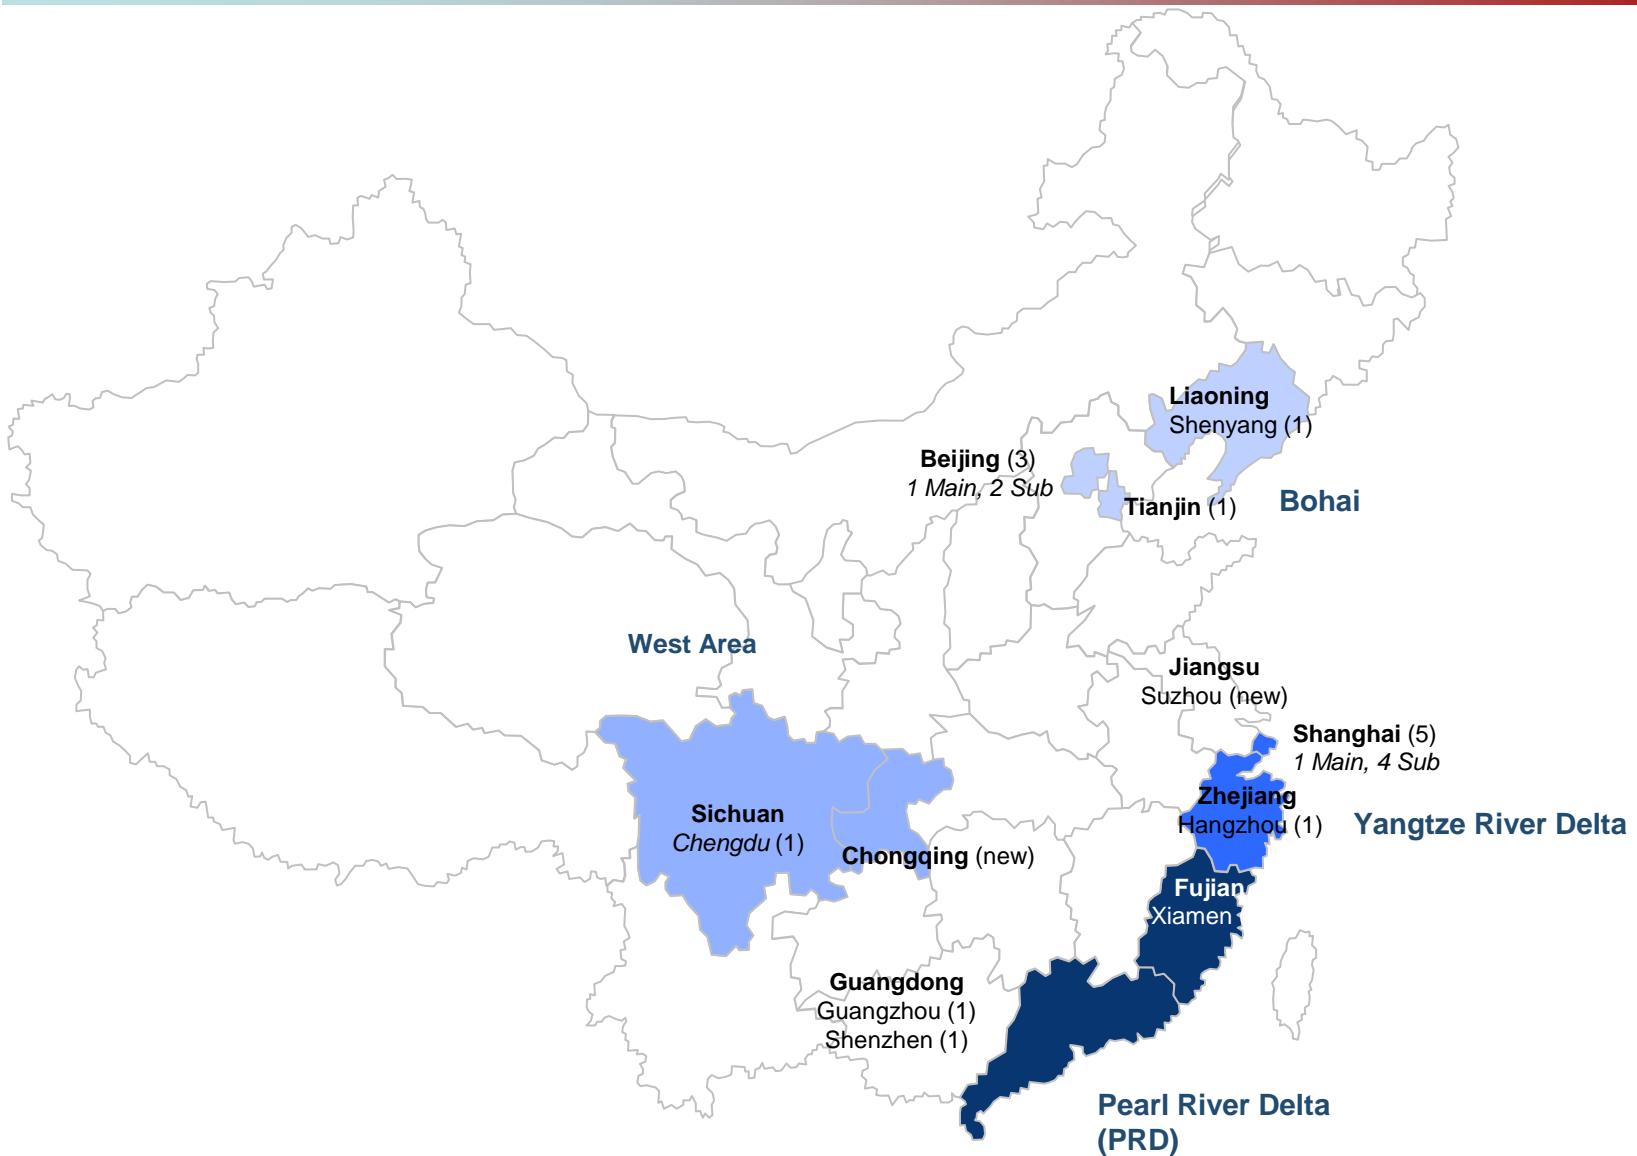 Liaoning
Shenyang (1)
Beijing (3)
1 Main, 2 Sub
Tianjin (1)
Bohai
West Area
Jiangsu
Suzhou (new)
Shanghai (5)
1 Main, 4 Sub
Zhejiang
Hangzhou (1)
Yangtze River Delta
Sichuan
Chengdu (1)
Chongqing (new)
Fujian
Xiamen
Guangdong
Guangzhou (1)
Shenzhen (1)
Pearl River Delta
(PRD)